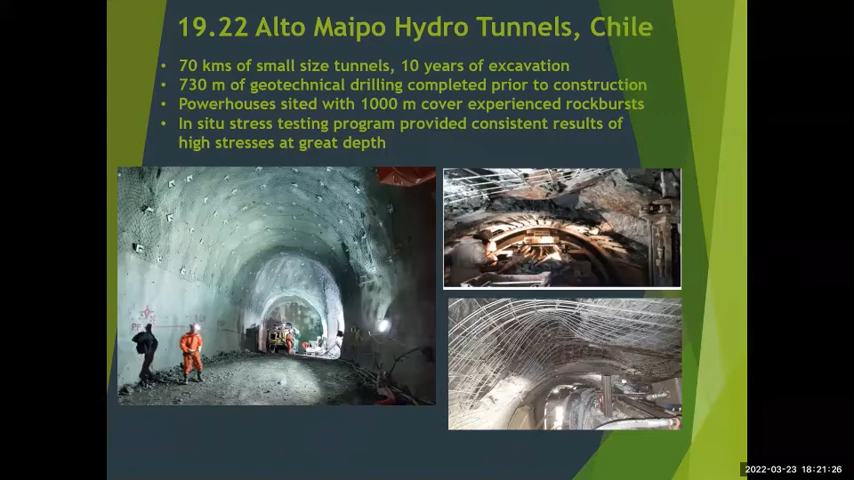 19.22 Alto Maipo Hydro Tunnels, Chile
• 70 kms of small size tunnels, 10 years of excavation
• 730 m of geotechnical drilling completed prior to construction
• Powerhouses sited with 1000 m cover experienced rockbursts
• In situ stress testing program provided consistent results of
high stresses at great depth
2022-03-23 18:21:26